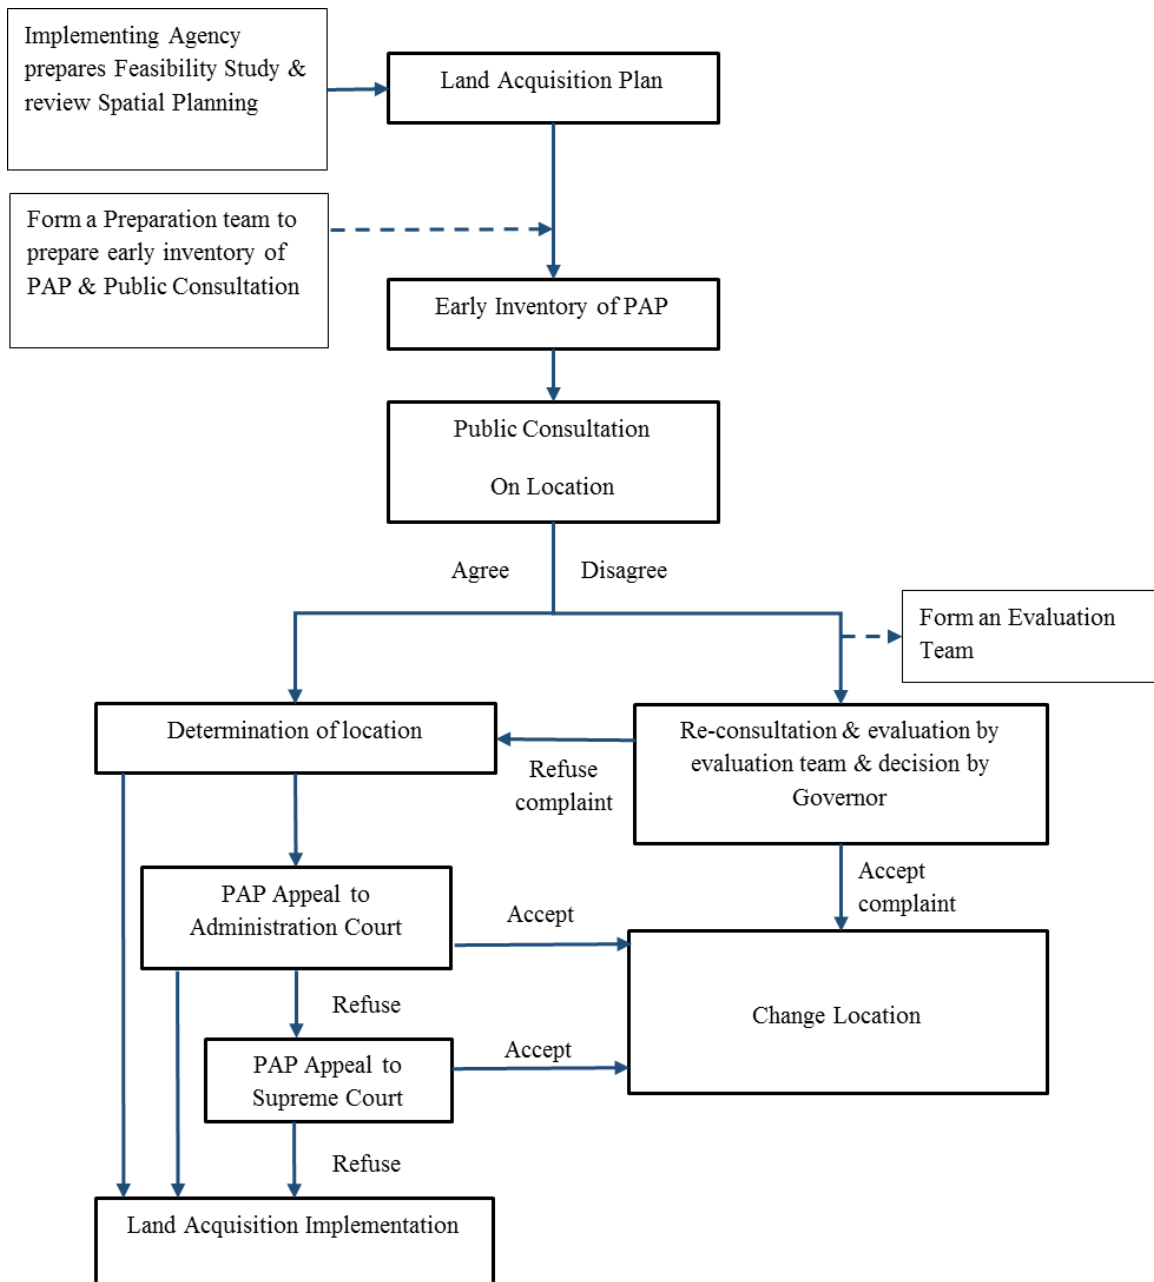 Implementing Agency
prepares Feasibility Study &
review Spatial Planning
Land Acquisition Plan
Form a Preparation team to
prepare early inventory of
PAP & Public Consultation
Early Inventory of PAP
Public Consultation
On Location
Agree
Disagree
Form an Evaluation
Team
Determination of location
Re-consultation & evaluation by
evaluation team & decision by
Governor
Refuse
complaint
Accept
complaint
PAP Appeal to
Administration Court
Accept
Change Location
Refuse
PAP Appeal to
Supreme Court
Accept
Refuse
Land Acquisition Implementation